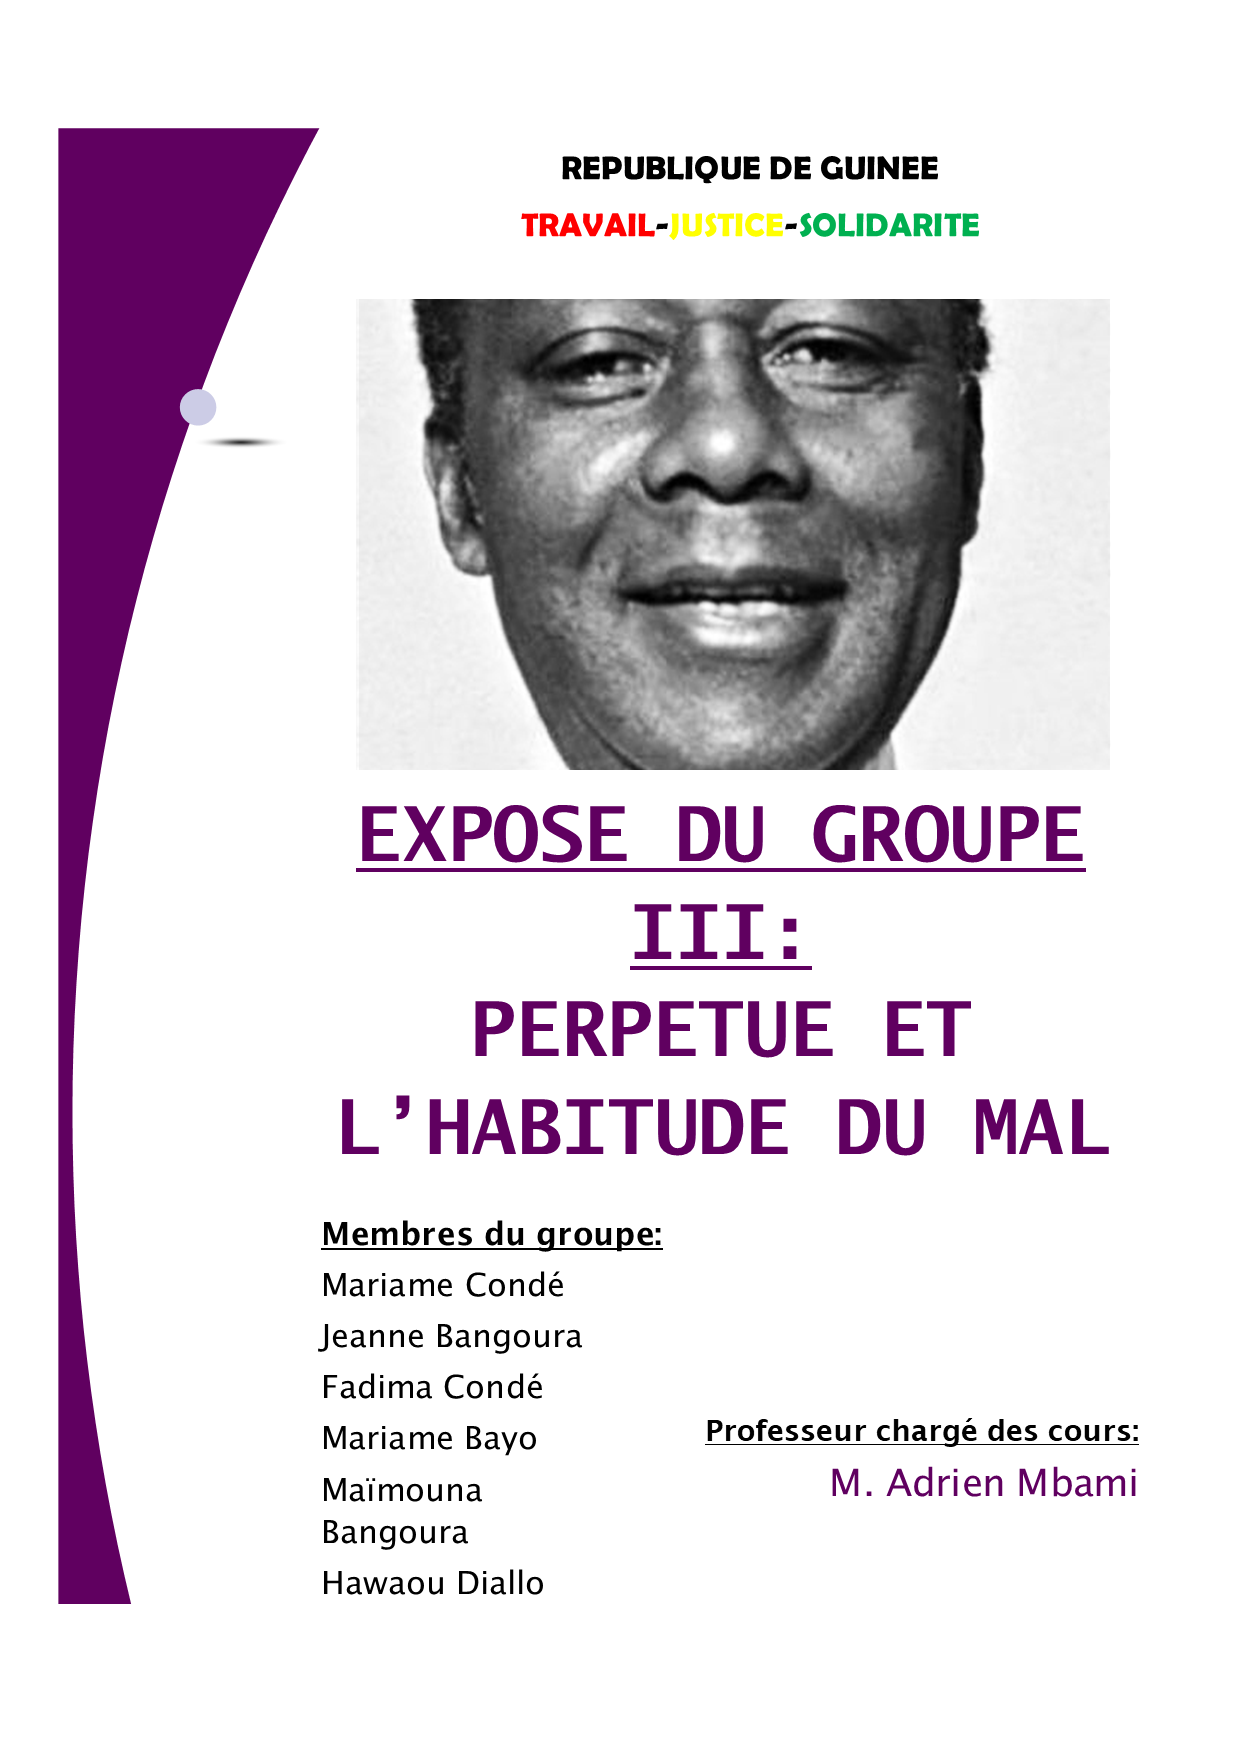 REPUBLIQUE DE GUINEE
TRAVAIL-JUSTICE-SOLIDARITE
EXPOSE DU GROUPE
III:
PERPETUE ET
L’HABITUDE DU MAL
Membres du groupe:
Mariame Condé
Jeanne Bangoura
Fadima Condé
Mariame Bayo
Maïmouna
Bangoura
Hawaou Diallo
Professeur chargé des cours:
M. Adrien Mbami